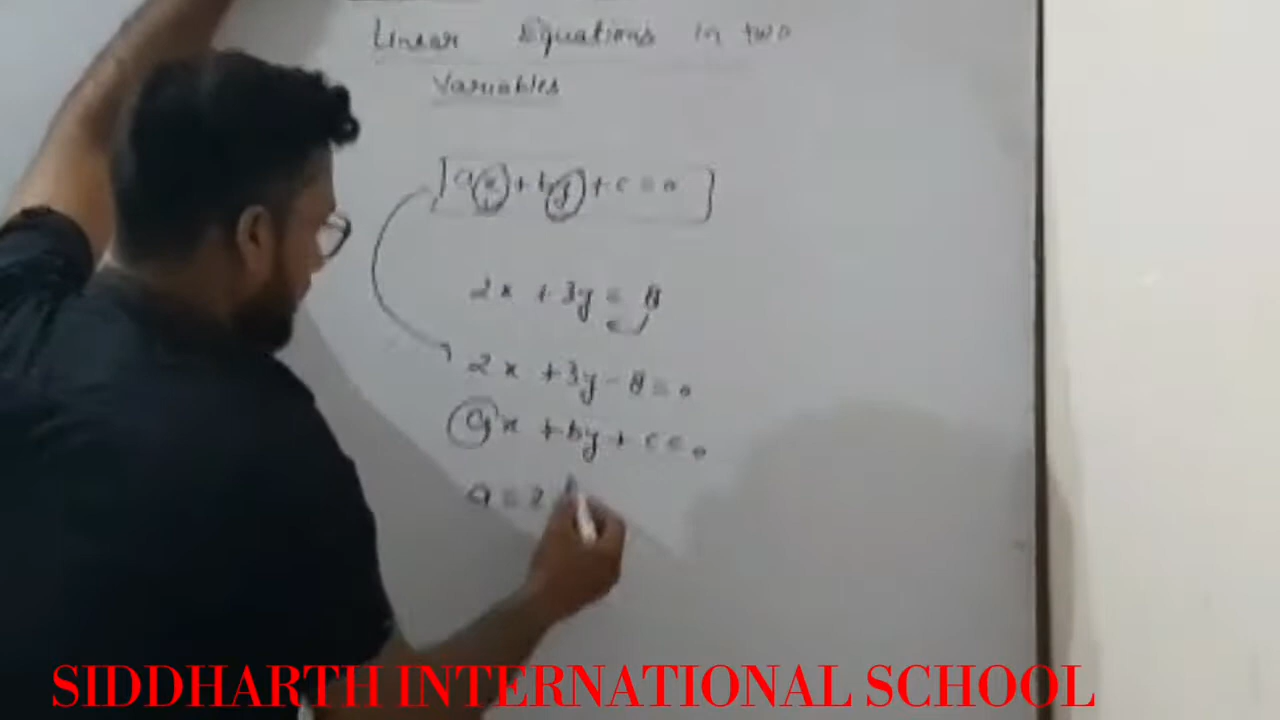 Linear Equations in two
Variables
[ax + by + c = 0]
2x + 3y = 8
2x + 3y - 8 = 0
ax + by + c = 0
a = 2 b
SIDDHARTH INTERNATIONAL SCHOOL